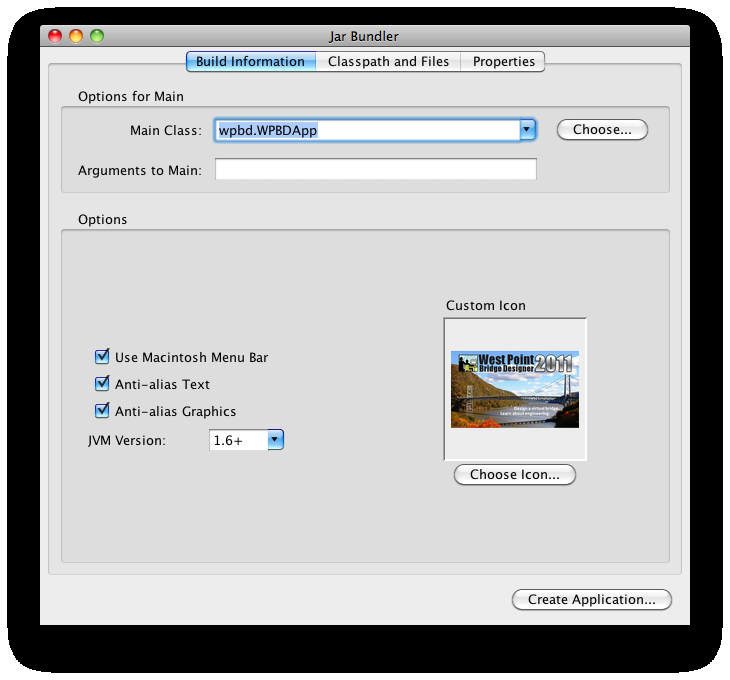 Jar Bundler
Build Information Classpath and Files Properties
Options for Main
Main Class: wpbd.WPBDApp Choose...
Arguments to Main:
Options
Custom Icon
West Point
Bridge Designer 2011
Design a virtual bridge.
Learn about engineering.
Use Macintosh Menu Bar
Anti-alias Text
Anti-alias Graphics
JVM Version: 1.6+
Choose Icon...
Create Application...